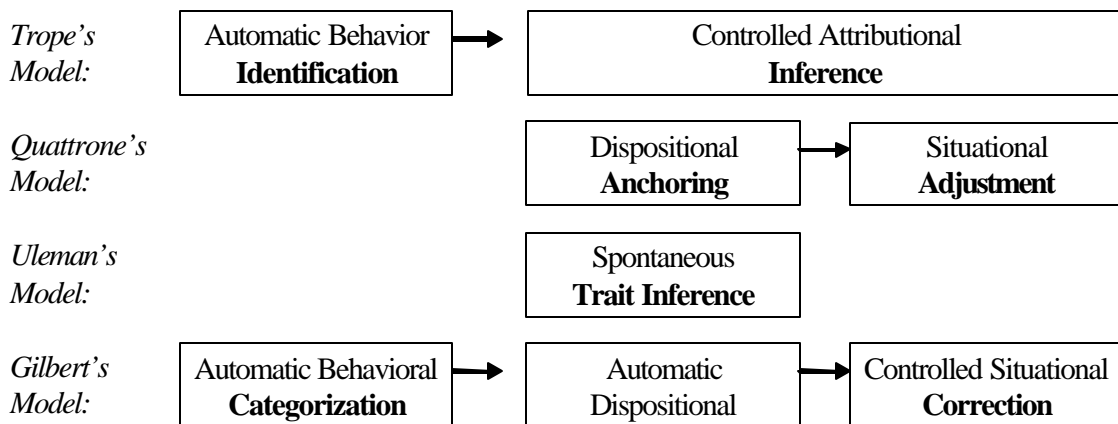 Trope’s Model:
Automatic Behavior
Identification
Controlled Attributional
Inference
Quattrone’s Model:
Dispositional
Anchoring
Situational
Adjustment
Uleman’s Model:
Spontaneous
Trait Inference
Gilbert’s Model:
Automatic Behavioral
Categorization
Automatic
Dispositional
Controlled Situational
Correction